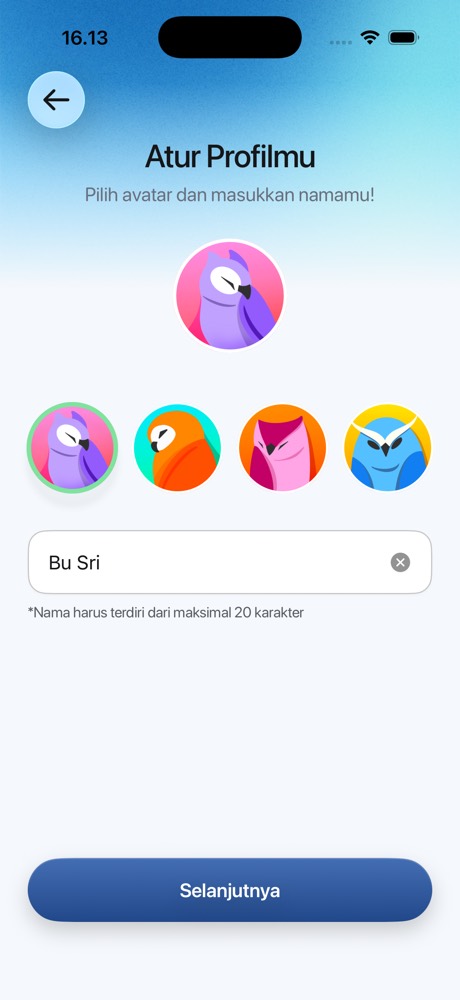 16.13
Atur Profilmu
Pilih avatar dan masukkan namamu!
Bu Sri
*Nama harus terdiri dari maksimal 20 karakter
Selanjutnya